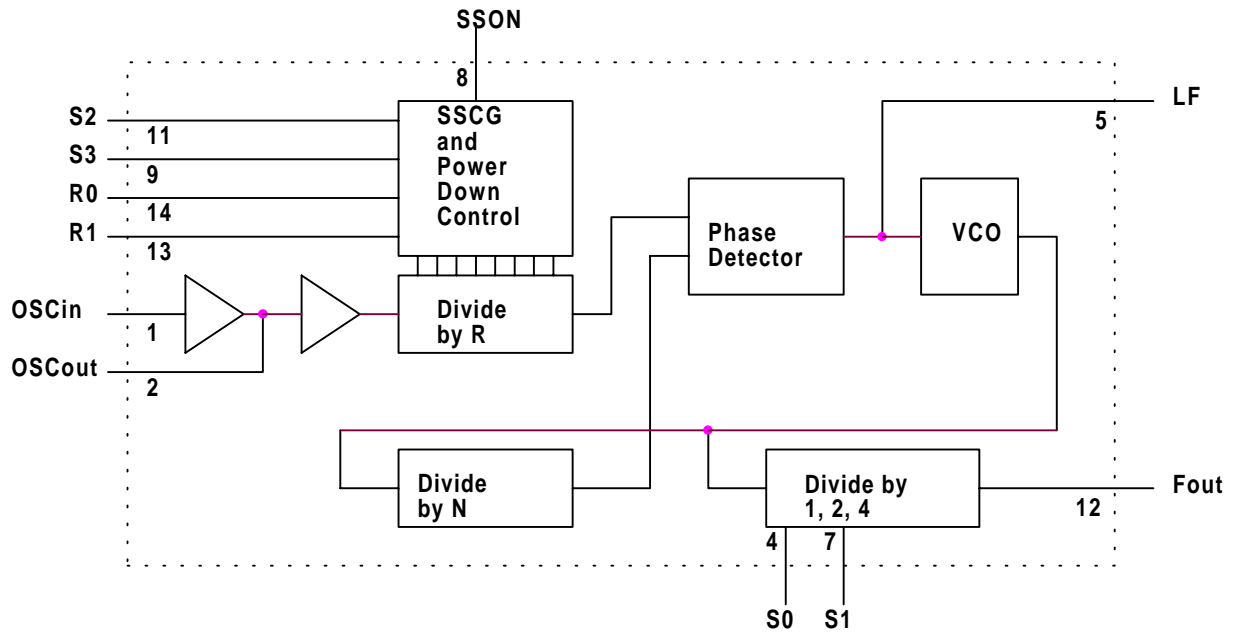 SSON
8
S2
11
S3
9
R0
14
R1
13
SSCG
and
Power
Down
Control
LF
5
Phase
Detector
VCO
OSCin
1
OSCout
2
Divide
by R
Divide
by N
Divide by
1, 2, 4
Fout
12
4
7
S0
S1